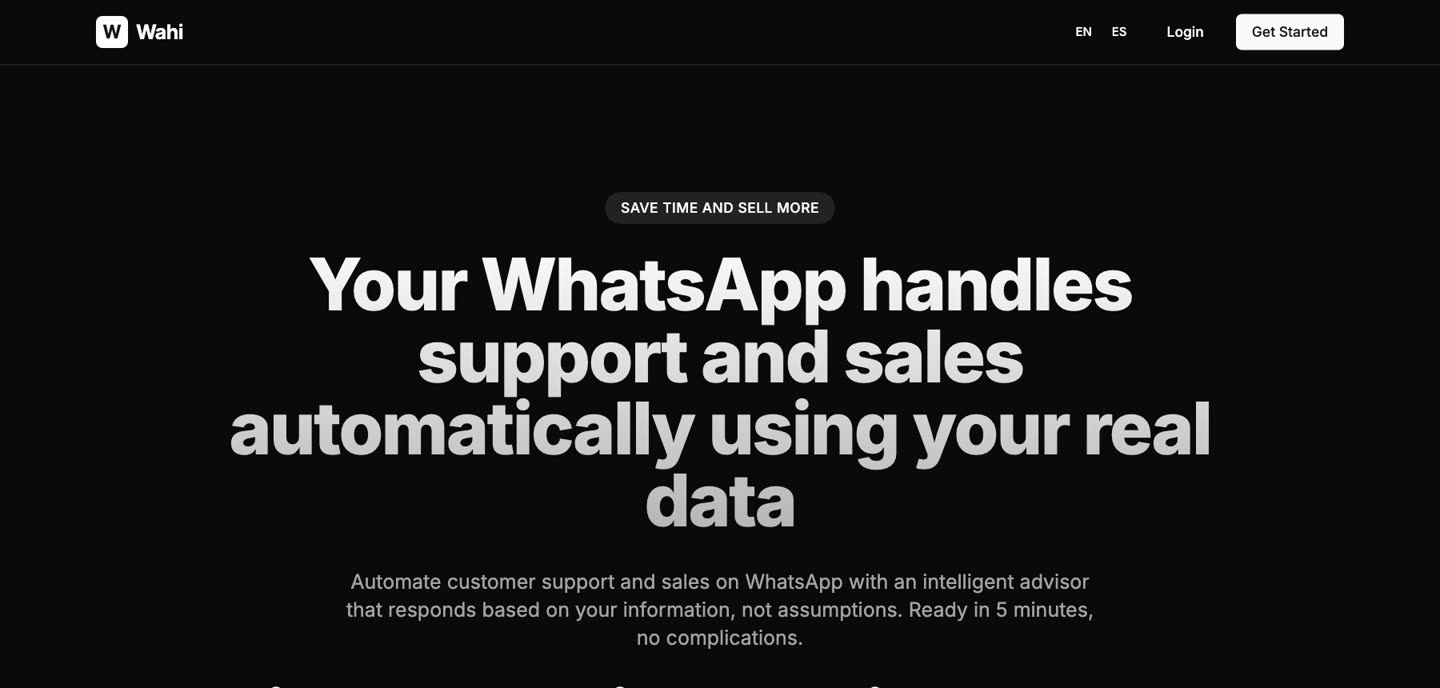 W Wahi
EN ES Login Get Started
SAVE TIME AND SELL MORE
Your WhatsApp handles
support and sales
automatically using your real
data
Automate customer support and sales on WhatsApp with an intelligent advisor
that responds based on your information, not assumptions. Ready in 5 minutes,
no complications.